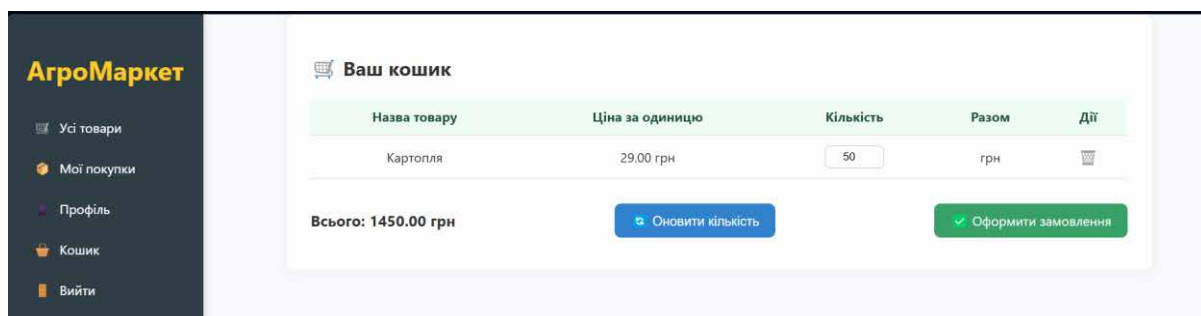 АгроМаркет
Усі товари
Мої покупки
Профіль
Кошик
Вийти
Ваш кошик
Назва товару Ціна за одиницю Кількість Разом Дії
Картопля 29.00 грн 50 грн
Всього: 1450.00 грн Оновити кількість Оформити замовлення